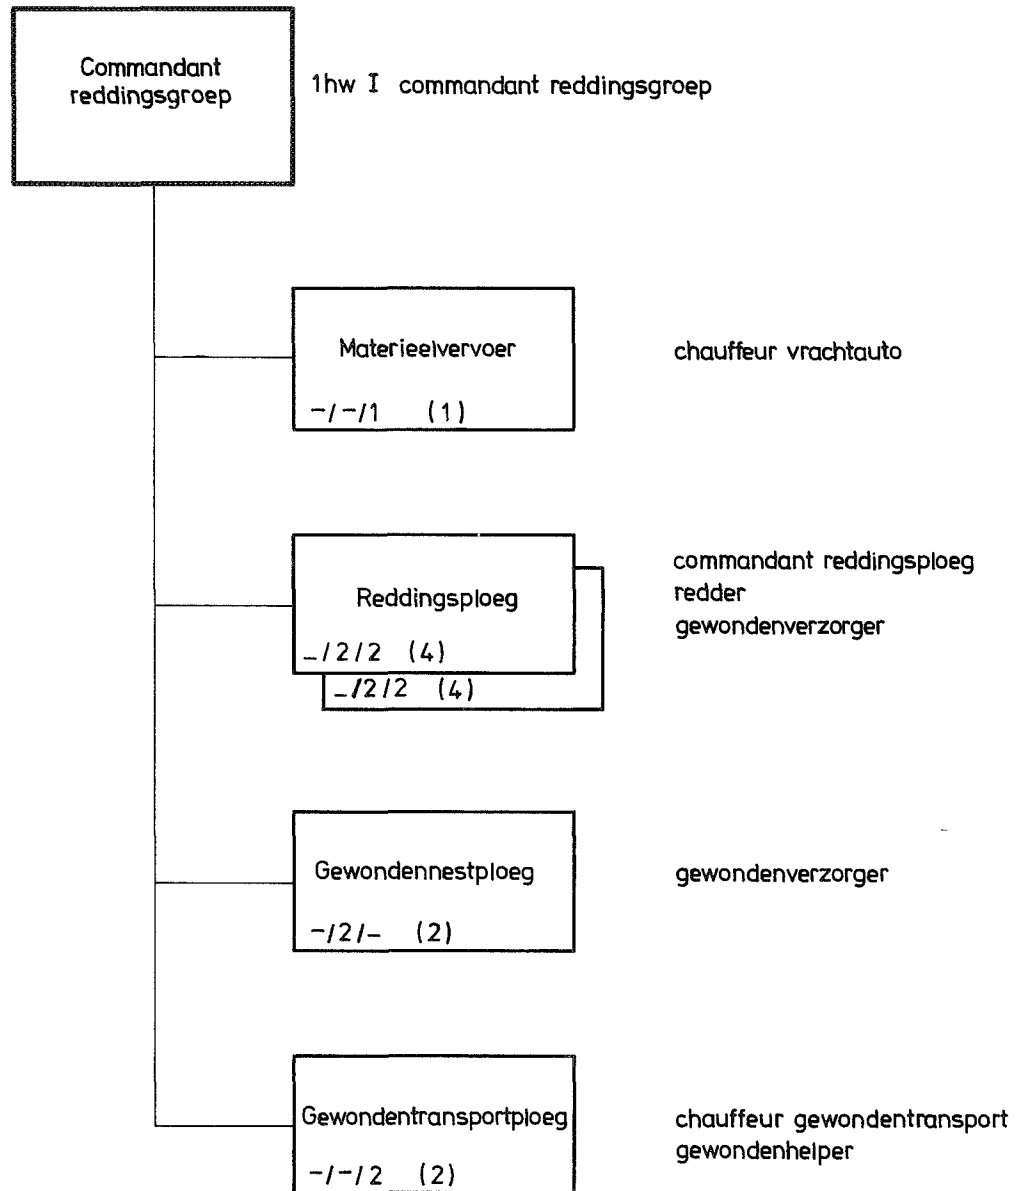 Commandant
reddingsgroep
1hw I commandant reddingsgroep
Materieelvervoer
-/-/1 (1)
chauffeur vrachtauto
Reddingsploeg
-/2/2 (4)
-/2/2 (4)
commandant reddingsploeg
redder
gewondenverzorger
Gewondennestploeg
-/2/- (2)
gewondenverzorger
Gewondentransportploeg
-/-/2 (2)
chauffeur gewondentransport
gewondenhelper